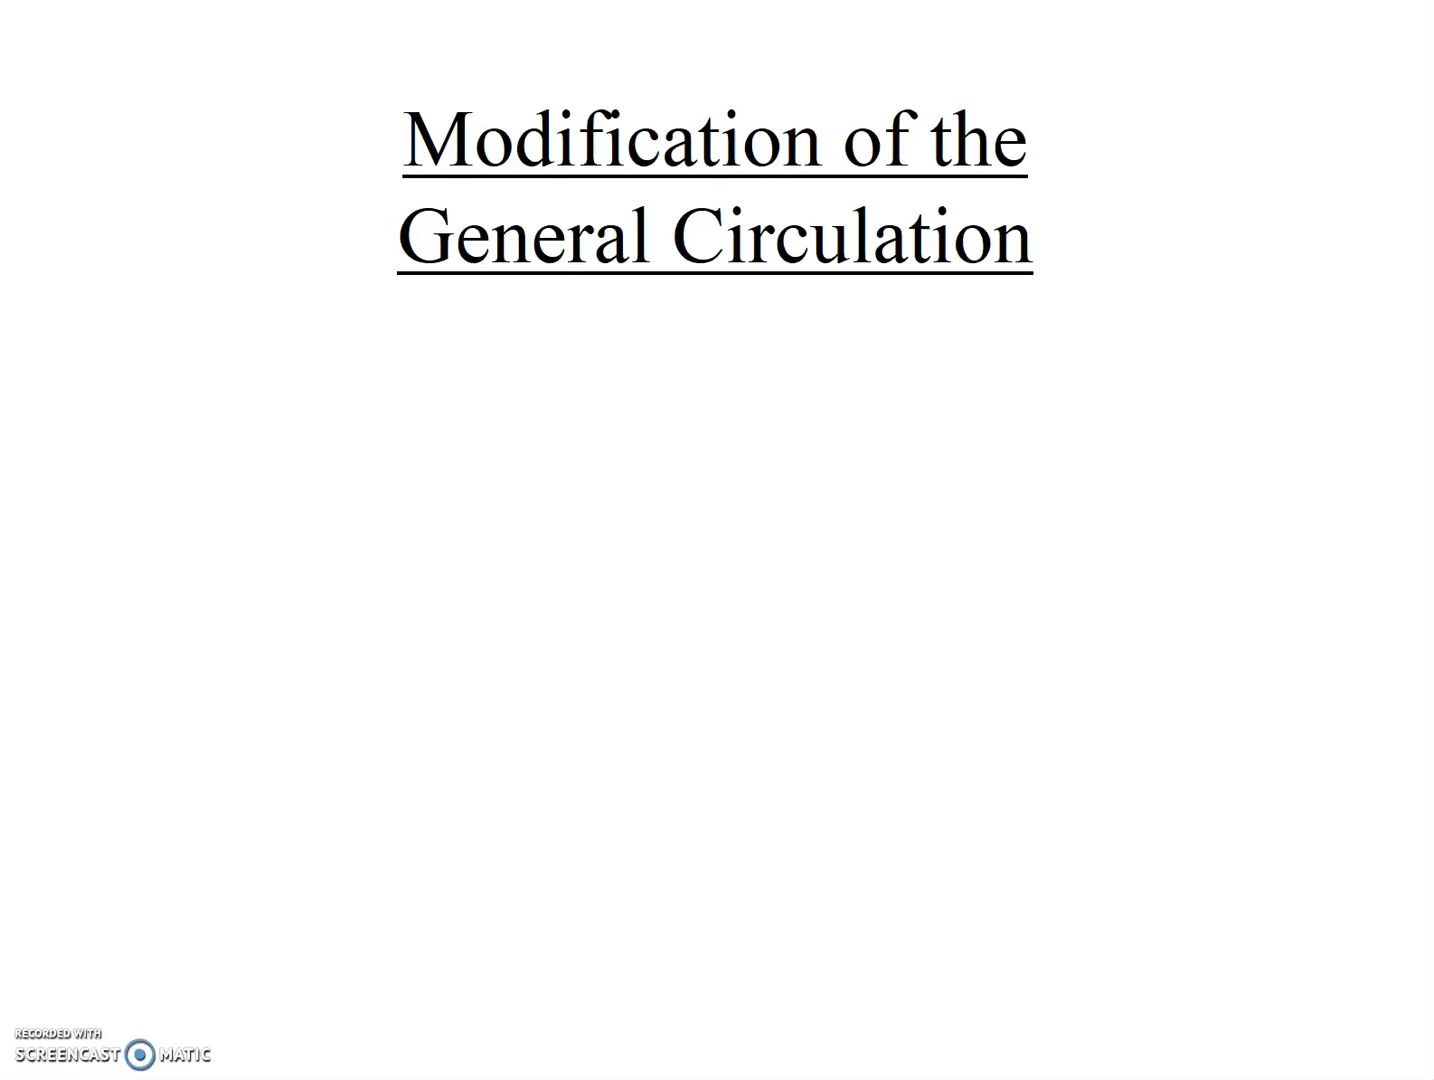 Modification of the
General Circulation
RECORDED WITH
SCREENCAST MATIC